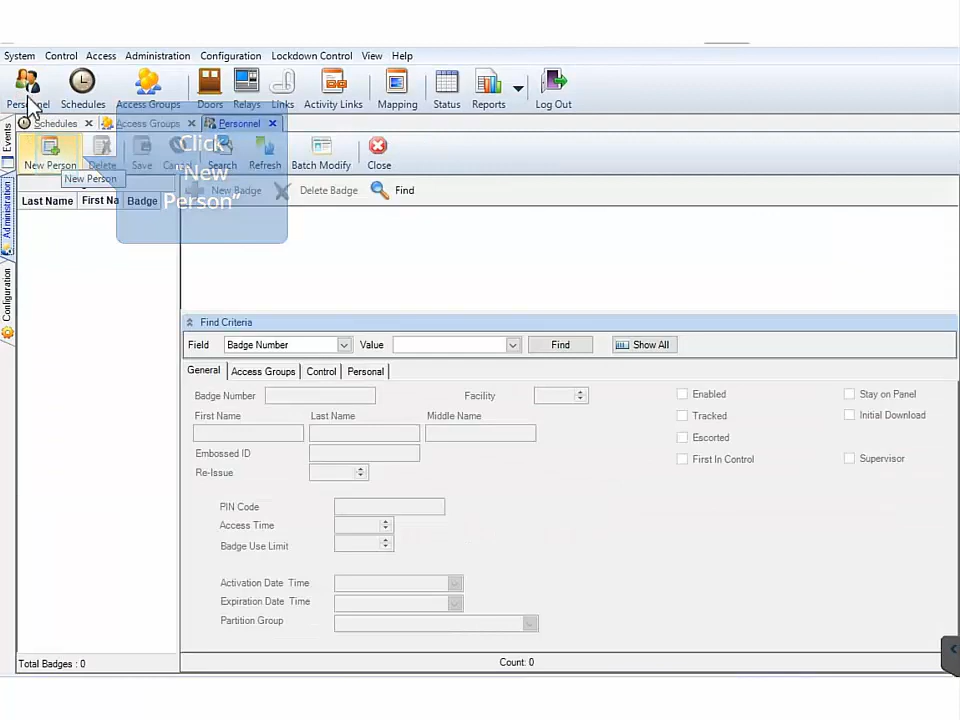 System Control Access Administration Configuration Lockdown Control View Help
Personnel Schedules Access Groups Doors Relays Links Activity Links Mapping Status Reports Log Out
Schedules Access Groups Personnel
New Person Delete Save Cancel Search Refresh Batch Modify Close
Click
"New
Person"
New Person
New Badge Delete Badge Find
Last Name First Na Badge
Events
Administration
Configuration
Find Criteria
Field Badge Number Value Find Show All
General Access Groups Control Personal
Badge Number Facility Enabled Stay on Panel
First Name Last Name Middle Name Tracked Initial Download
Escorted
Embossed ID
First In Control Supervisor
Re-Issue
PIN Code
Access Time
Badge Use Limit
Activation Date Time
Expiration Date Time
Partition Group
Total Badges : 0
Count: 0